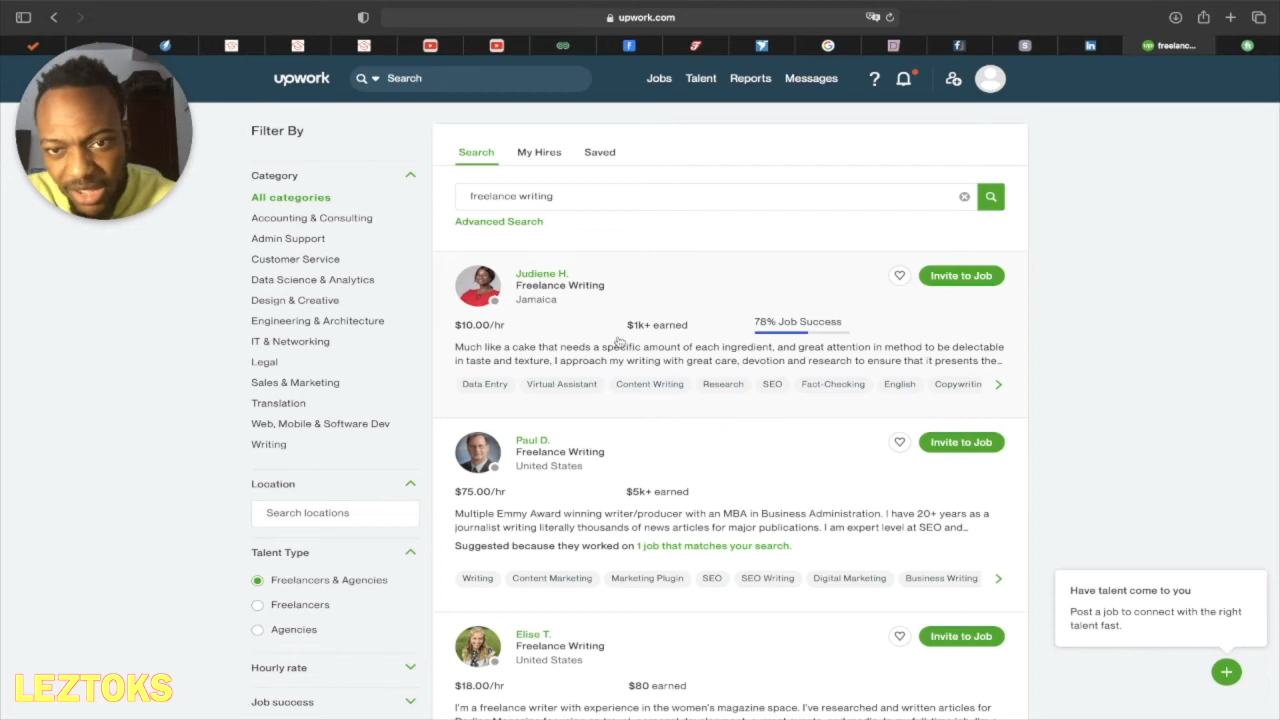 upwork.com
freelanc...
upwork
Search
Jobs
Talent
Reports
Messages
?
Filter By
Category
All categories
Accounting & Consulting
Admin Support
Customer Service
Data Science & Analytics
Design & Creative
Engineering & Architecture
IT & Networking
Legal
Sales & Marketing
Translation
Web, Mobile & Software Dev
Writing
Location
Search locations
Talent Type
Freelancers & Agencies
Freelancers
Agencies
Hourly rate
Job success
Search
My Hires
Saved
freelance writing
Advanced Search
Judiene H.
Freelance Writing
Jamaica
Invite to Job
$10.00/hr
$1k+ earned
78% Job Success
Much like a cake that needs a specific amount of each ingredient, and great attention in method to be delectable
in taste and texture, I approach my writing with great care, devotion and research to ensure that it presents the...
Data Entry
Virtual Assistant
Content Writing
Research
SEO
Fact-Checking
English
Copywritin
Paul D.
Freelance Writing
United States
Invite to Job
$75.00/hr
$5k+ earned
Multiple Emmy Award winning writer/producer with an MBA in Business Administration. I have 20+ years as a
journalist writing literally thousands of news articles for major publications. I am expert level at SEO and...
Suggested because they worked on 1 job that matches your search.
Writing
Content Marketing
Marketing Plugin
SEO
SEO Writing
Digital Marketing
Business Writing
Elise T.
Freelance Writing
United States
Invite to Job
$18.00/hr
$80 earned
I'm a freelance writer with experience in the women's magazine space. I've researched and written articles for
Have talent come to you
Post a job to connect with the right
talent fast.
LEZTOKS